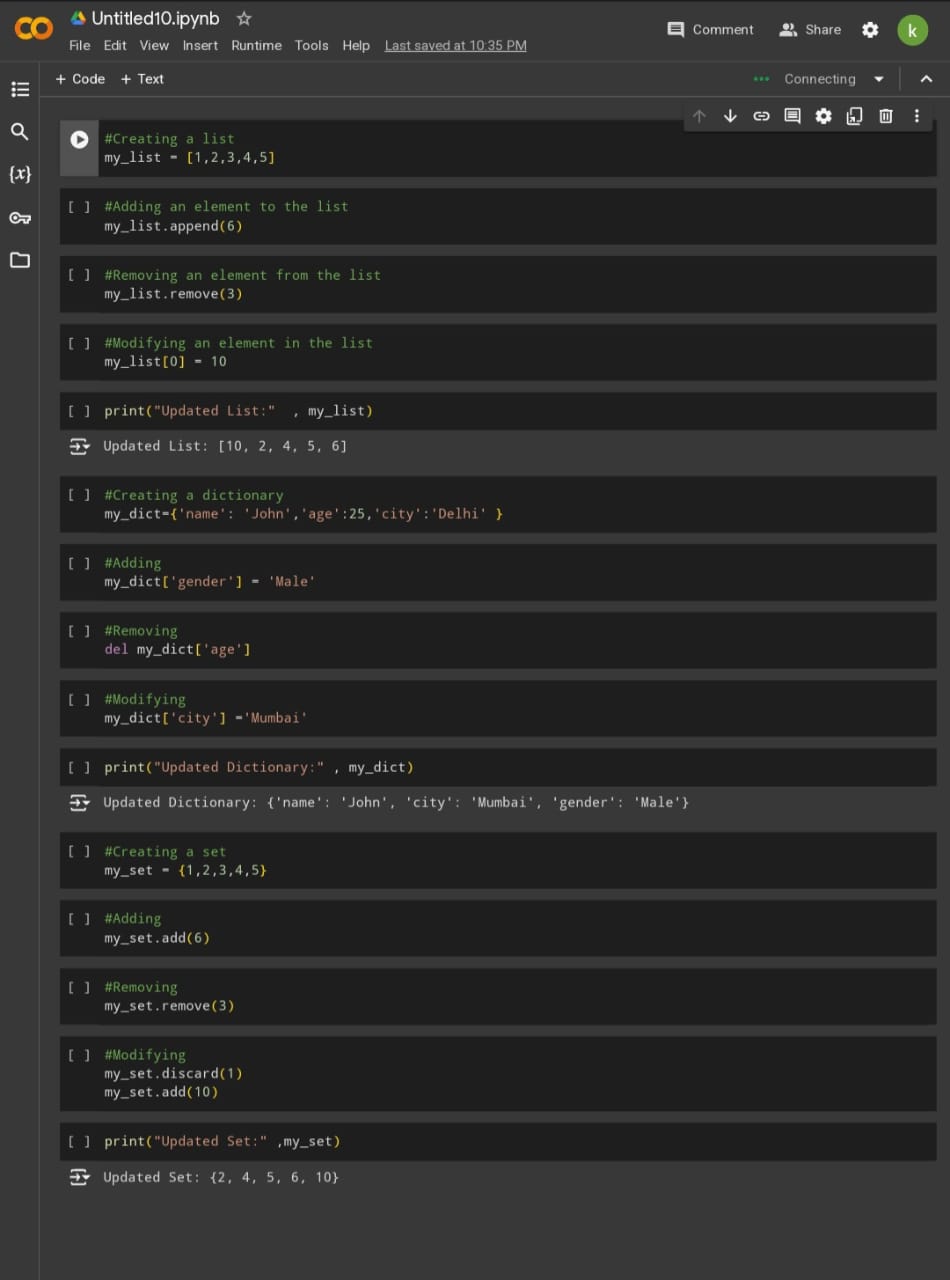 Untitled10.ipynb
File Edit View Insert Runtime Tools Help Last saved at 10:35 PM
Comment Share k
+ Code + Text Connecting
#Creating a list
my_list = [1,2,3,4,5]
[ ] #Adding an element to the list
my_list.append(6)
[ ] #Removing an element from the list
my_list.remove(3)
[ ] #Modifying an element in the list
my_list[0] = 10
[ ] print("Updated List:"  , my_list)
Updated List: [10, 2, 4, 5, 6]
[ ] #Creating a dictionary
my_dict={'name': 'John','age':25,'city':'Delhi' }
[ ] #Adding
my_dict['gender'] = 'Male'
[ ] #Removing
del my_dict['age']
[ ] #Modifying
my_dict['city'] ='Mumbai'
[ ] print("Updated Dictionary:" , my_dict)
Updated Dictionary: {'name': 'John', 'city': 'Mumbai', 'gender': 'Male'}
[ ] #Creating a set
my_set = {1,2,3,4,5}
[ ] #Adding
my_set.add(6)
[ ] #Removing
my_set.remove(3)
[ ] #Modifying
my_set.discard(1)
my_set.add(10)
[ ] print("Updated Set:" ,my_set)
Updated Set: {2, 4, 5, 6, 10}